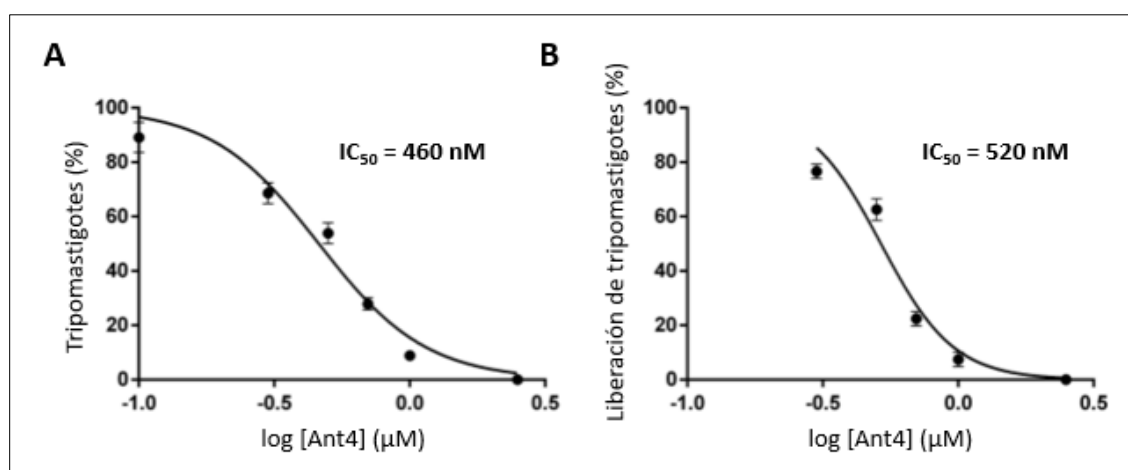 A
Tripomastigotes (%)
100
80
60
40
20
0
IC₅₀ = 460 nM
-1.0
-0.5
0.0
0.5
log [Ant4] (μM)
B
Liberación de tripomastigotes (%)
100
80
60
40
20
0
IC₅₀ = 520 nM
-1.0
-0.5
0.0
0.5
log [Ant4] (μM)